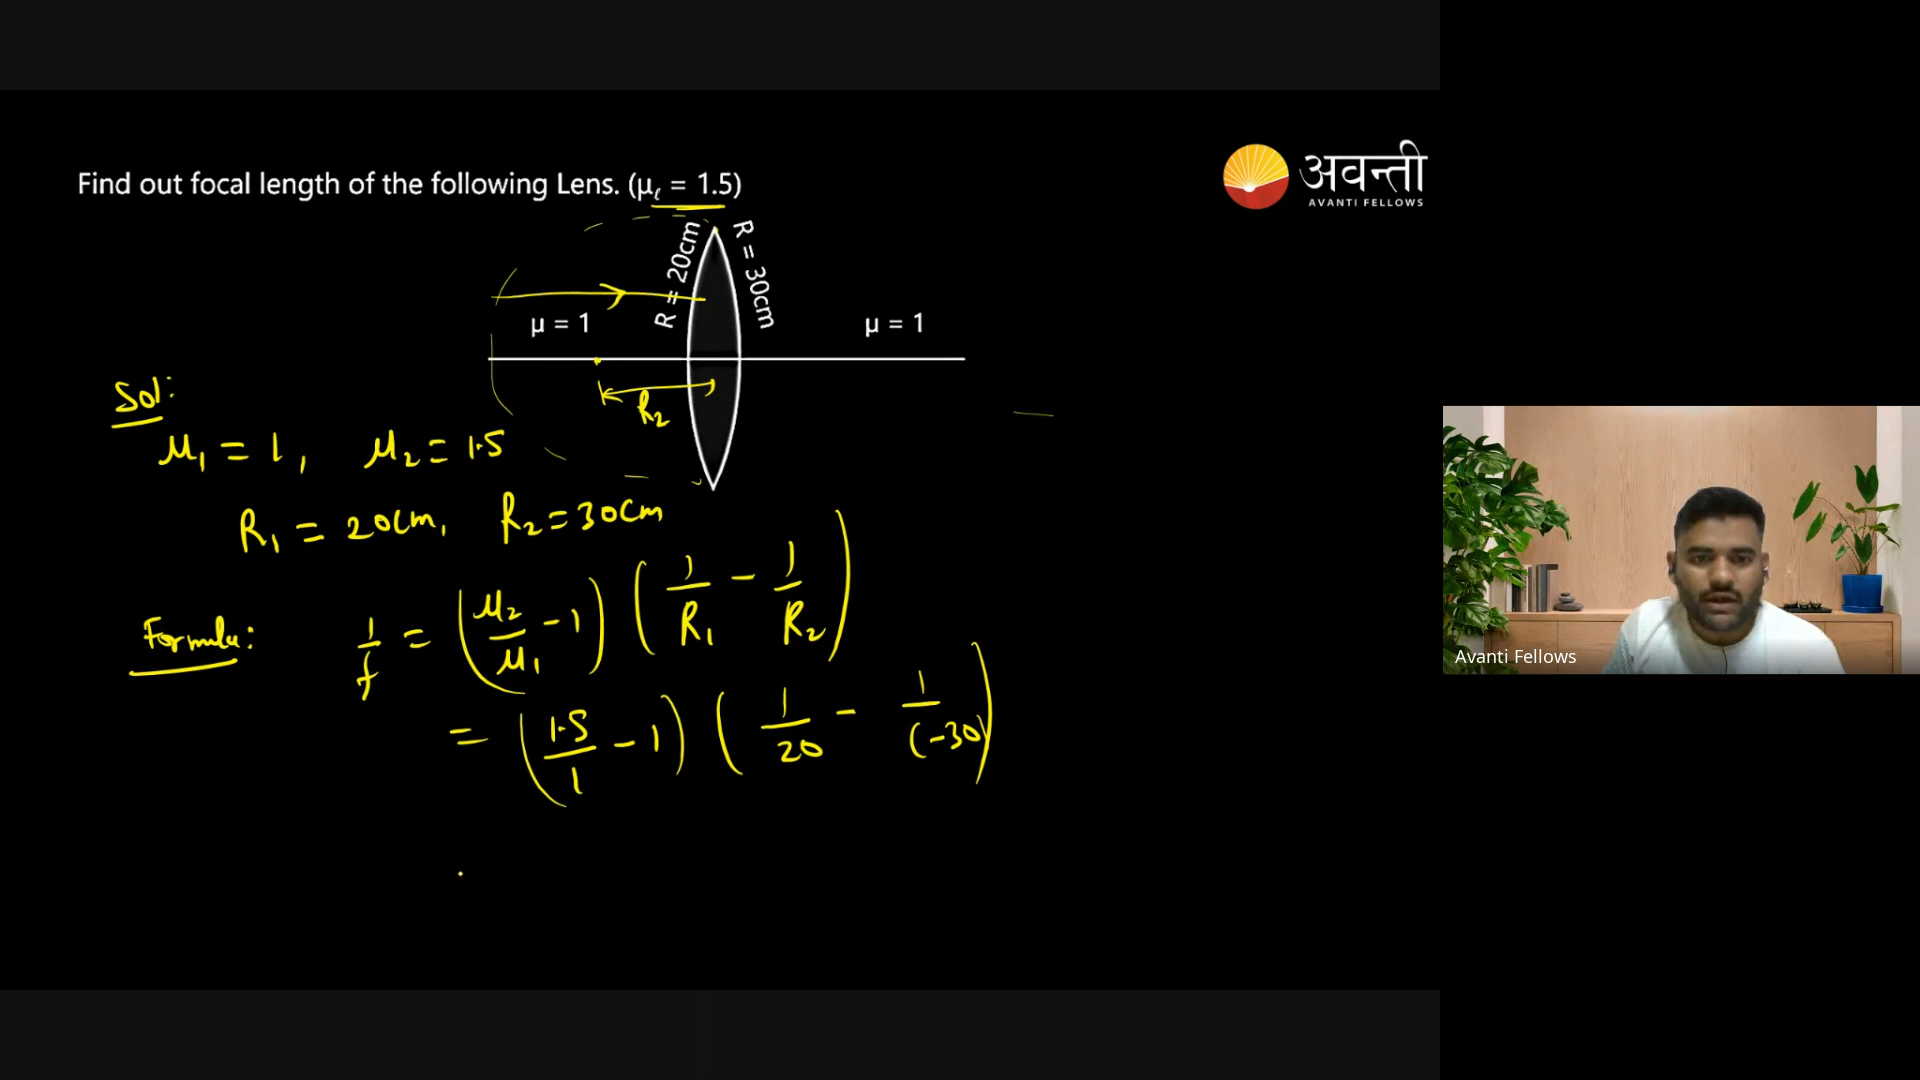 Find out focal length of the following Lens. (μℓ = 1.5)
अवन्ती
AVANTI FELLOWS
R = 20cm
R = 30cm
μ = 1
μ = 1
R₂
Sol:
μ₁ = 1, μ₂ = 1.5
R₁ = 20cm, R₂ = 30cm
Formula: 1/f = (μ₂/μ₁ - 1) (1/R₁ - 1/R₂)
= (1.5/1 - 1) (1/20 - 1/(-30))
Avanti Fellows